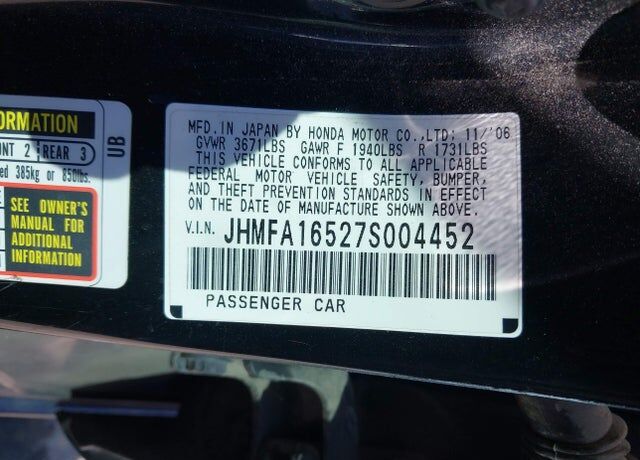 ORMATION
NT 2 REAR 3
ed 385kg or 850lbs.
SEE OWNER'S
MANUAL FOR
ADDITIONAL
INFORMATION
UB
MFD. IN JAPAN BY HONDA MOTOR CO.,LTD: 11/'06
GVWR 3671LBS GAWR F 1940LBS R 1731LBS
THIS VEHICLE CONFORMS TO ALL APPLICABLE
FEDERAL MOTOR VEHICLE SAFETY, BUMPER,
AND THEFT PREVENTION STANDARDS IN EFFECT
ON THE DATE OF MANUFACTURE SHOWN ABOVE.
V.I.N. JHMFA16527S004452
PASSENGER CAR